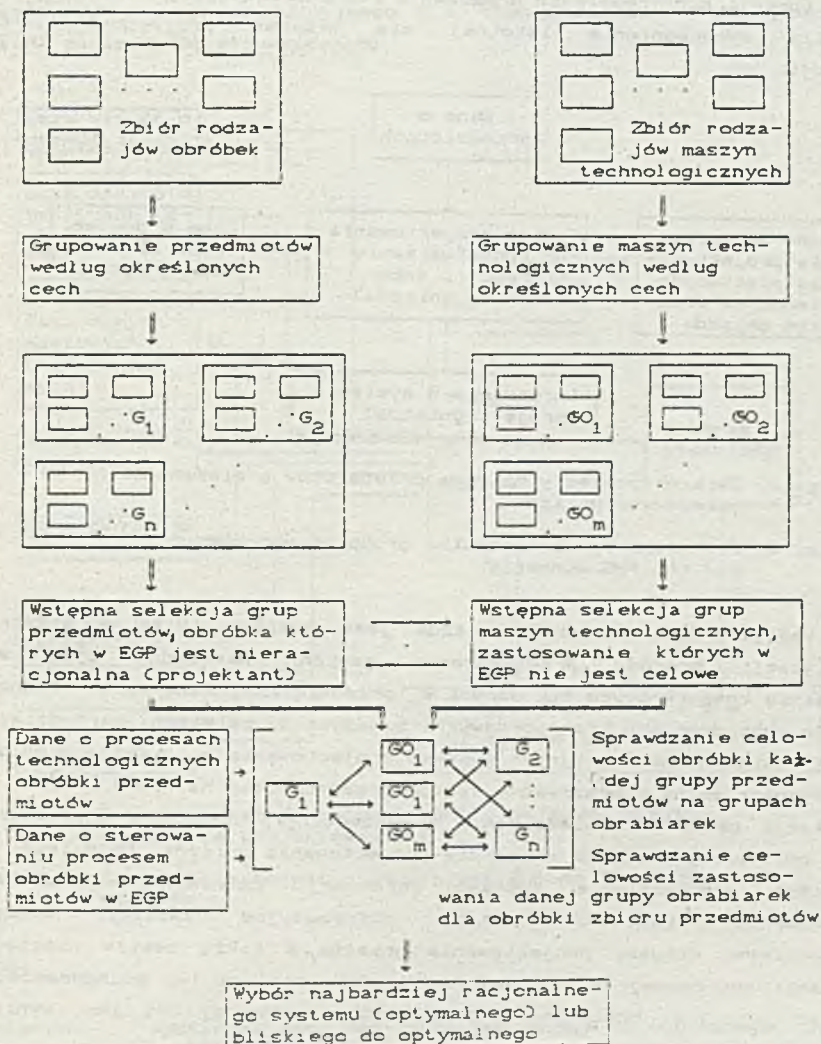 Zbiór rodza-
jów obróbek
Zbiór rodza-
jów maszyn
technologicznych
Grupowanie przedmiotów
według określonych
cech
Grupowanie maszyn tech-
nologicznych według
określonych cech
G1
G2
Gn
GO1
GO2
GOm
Wstępna selekcja grup
przedmiotów, obróbka któ-
rych w EGP jest niera-
cjonalna (projektant)
Wstępna selekcja grup
maszyn technologicznych,
zastosowanie których w
EGP nie jest celowe
Dane o procesach
technologicznych
obróbki przed-
miotów
Dane o sterowa-
niu procesem
obróbki przed-
miotów w EGP
G1
GO1
GO1
GOm
G2
Gn
Sprawdzanie celo-
wości obróbki każ-
dej grupy przed-
miotów na grupach
obrabiarek
Sprawdzanie ce-
lowości zastoso-
wania danej grupy obrabiarek
dla obróbki zbioru przedmiotów
Wybór najbardziej racjonalne-
go systemu (optymalnego) lub
bliskiego do optymalnego